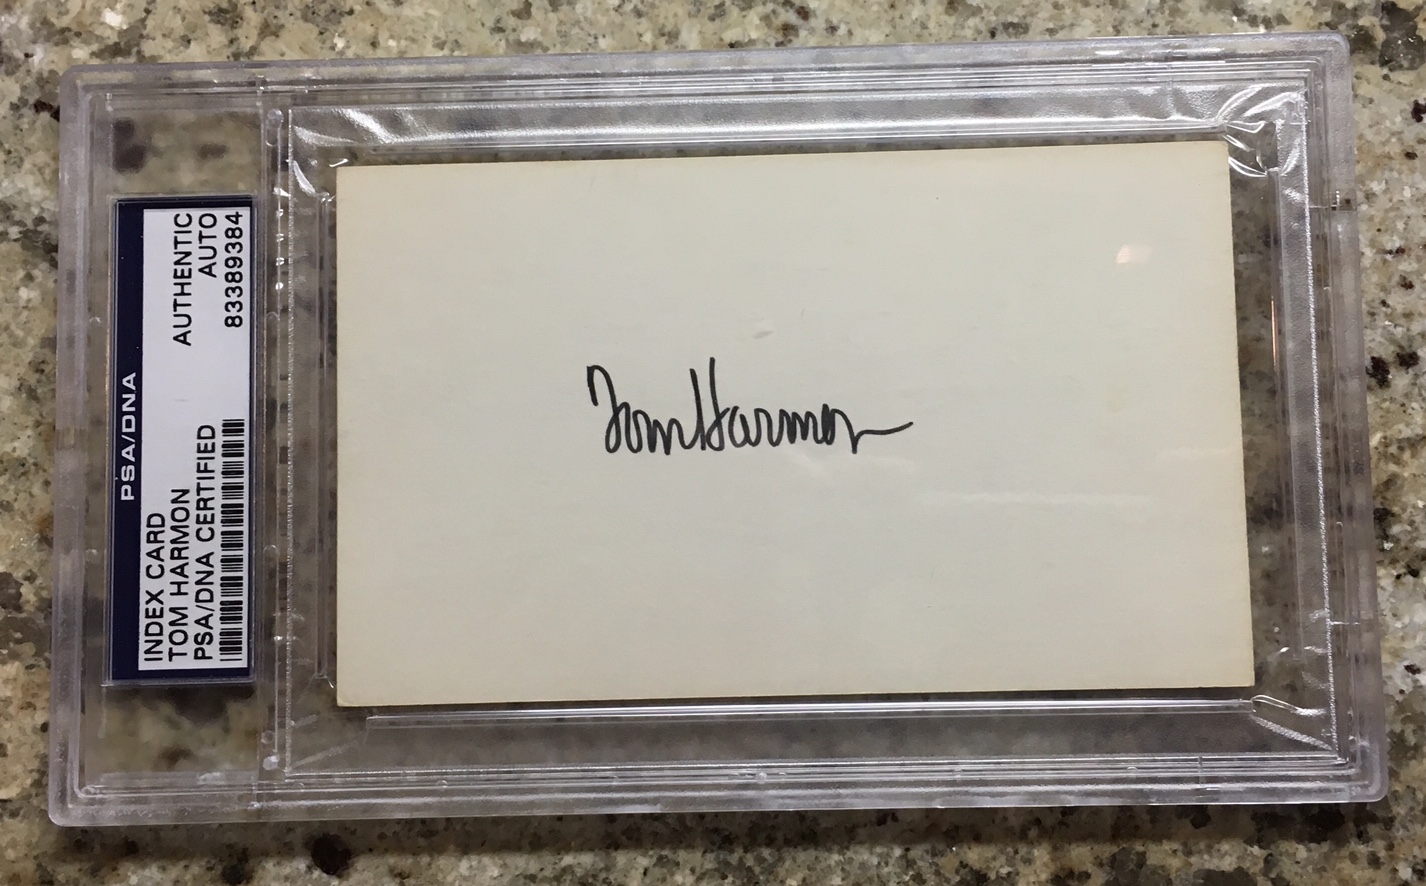 PSA/DNA
INDEX CARD AUTHENTIC
TOM HARMON AUTO
PSA/DNA CERTIFIED 83389384
Tom Harmon